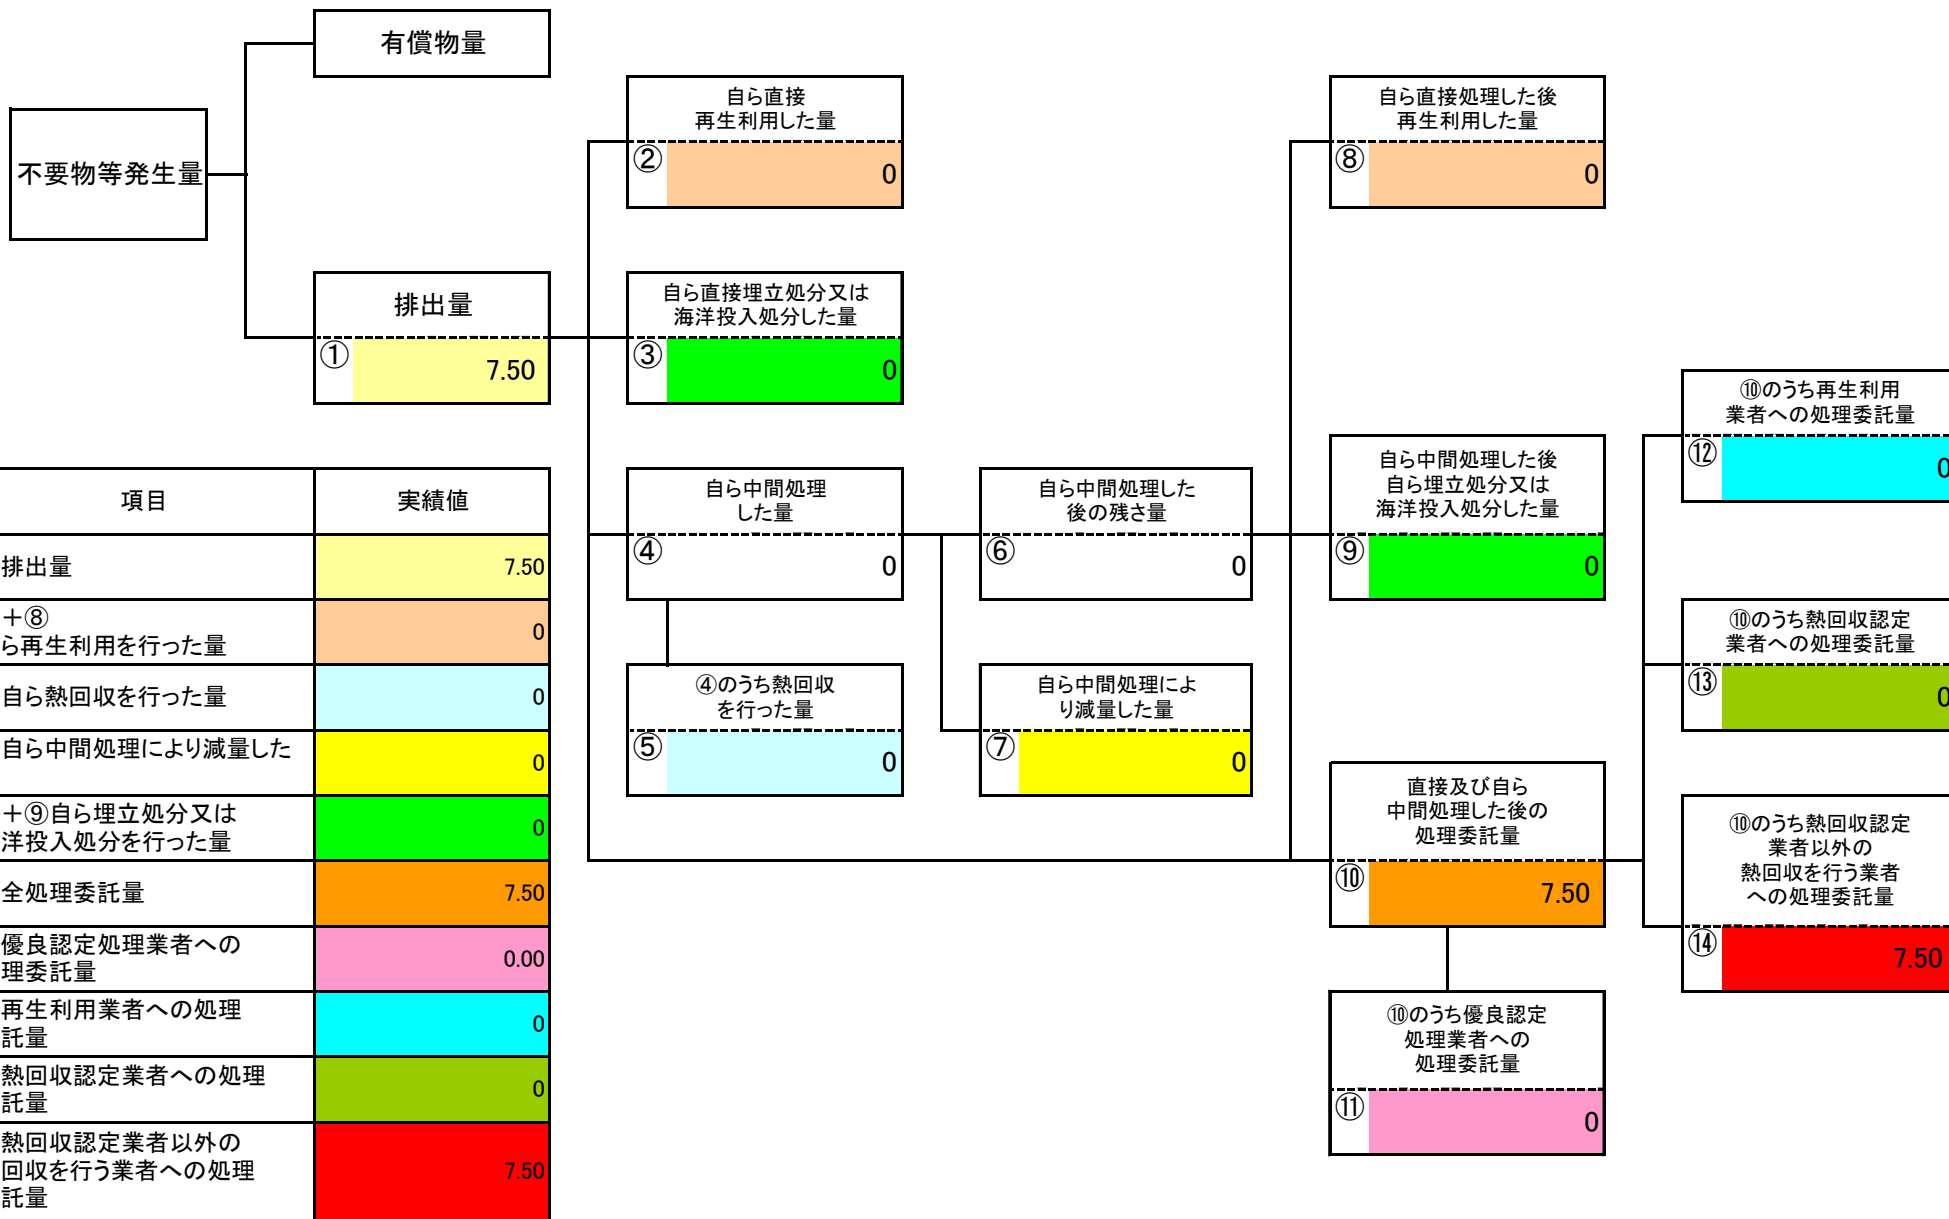 有償物量
不要物等発生量
排出量
①
7.50
自ら直接
再生利用した量
②
0
自ら直接埋立処分又は
海洋投入処分した量
③
0
自ら中間処理
した量
④
0
④のうち熱回収
を行った量
⑤
0
自ら中間処理した
後の残さ量
⑥
0
自ら中間処理によ
り減量した量
⑦
0
自ら直接処理した後
再生利用した量
⑧
0
自ら中間処理した後
自ら埋立処分又は
海洋投入処分した量
⑨
0
直接及び自ら
中間処理した後の
処理委託量
⑩
7.50
⑩のうち優良認定
処理業者への
処理委託量
⑪
0
⑩のうち再生利用
業者への処理委託量
⑫
0
⑩のうち熱回収認定
業者への処理委託量
⑬
0
⑩のうち熱回収認定
業者以外の
熱回収を行う業者
への処理委託量
⑭
7.50
項目 実績値
排出量 7.50
+⑧
ら再生利用を行った量 0
自ら熱回収を行った量 0
自ら中間処理により減量した 0
+⑨自ら埋立処分又は
洋投入処分を行った量 0
全処理委託量 7.50
優良認定処理業者への
理委託量 0.00
再生利用業者への処理
託量 0
熱回収認定業者への処理
託量 0
熱回収認定業者以外の
回収を行う業者への処理
託量 7.50